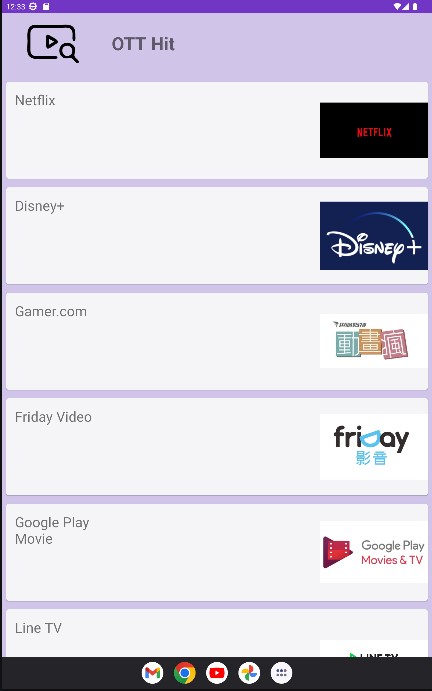 12:33
OTT Hit
Netflix
NETFLIX
Disney+
Disney+
Gamer.com
動畫瘋
Friday Video
friday
影音
Google Play
Movie
Google Play
Movies & TV
Line TV
LINE TV